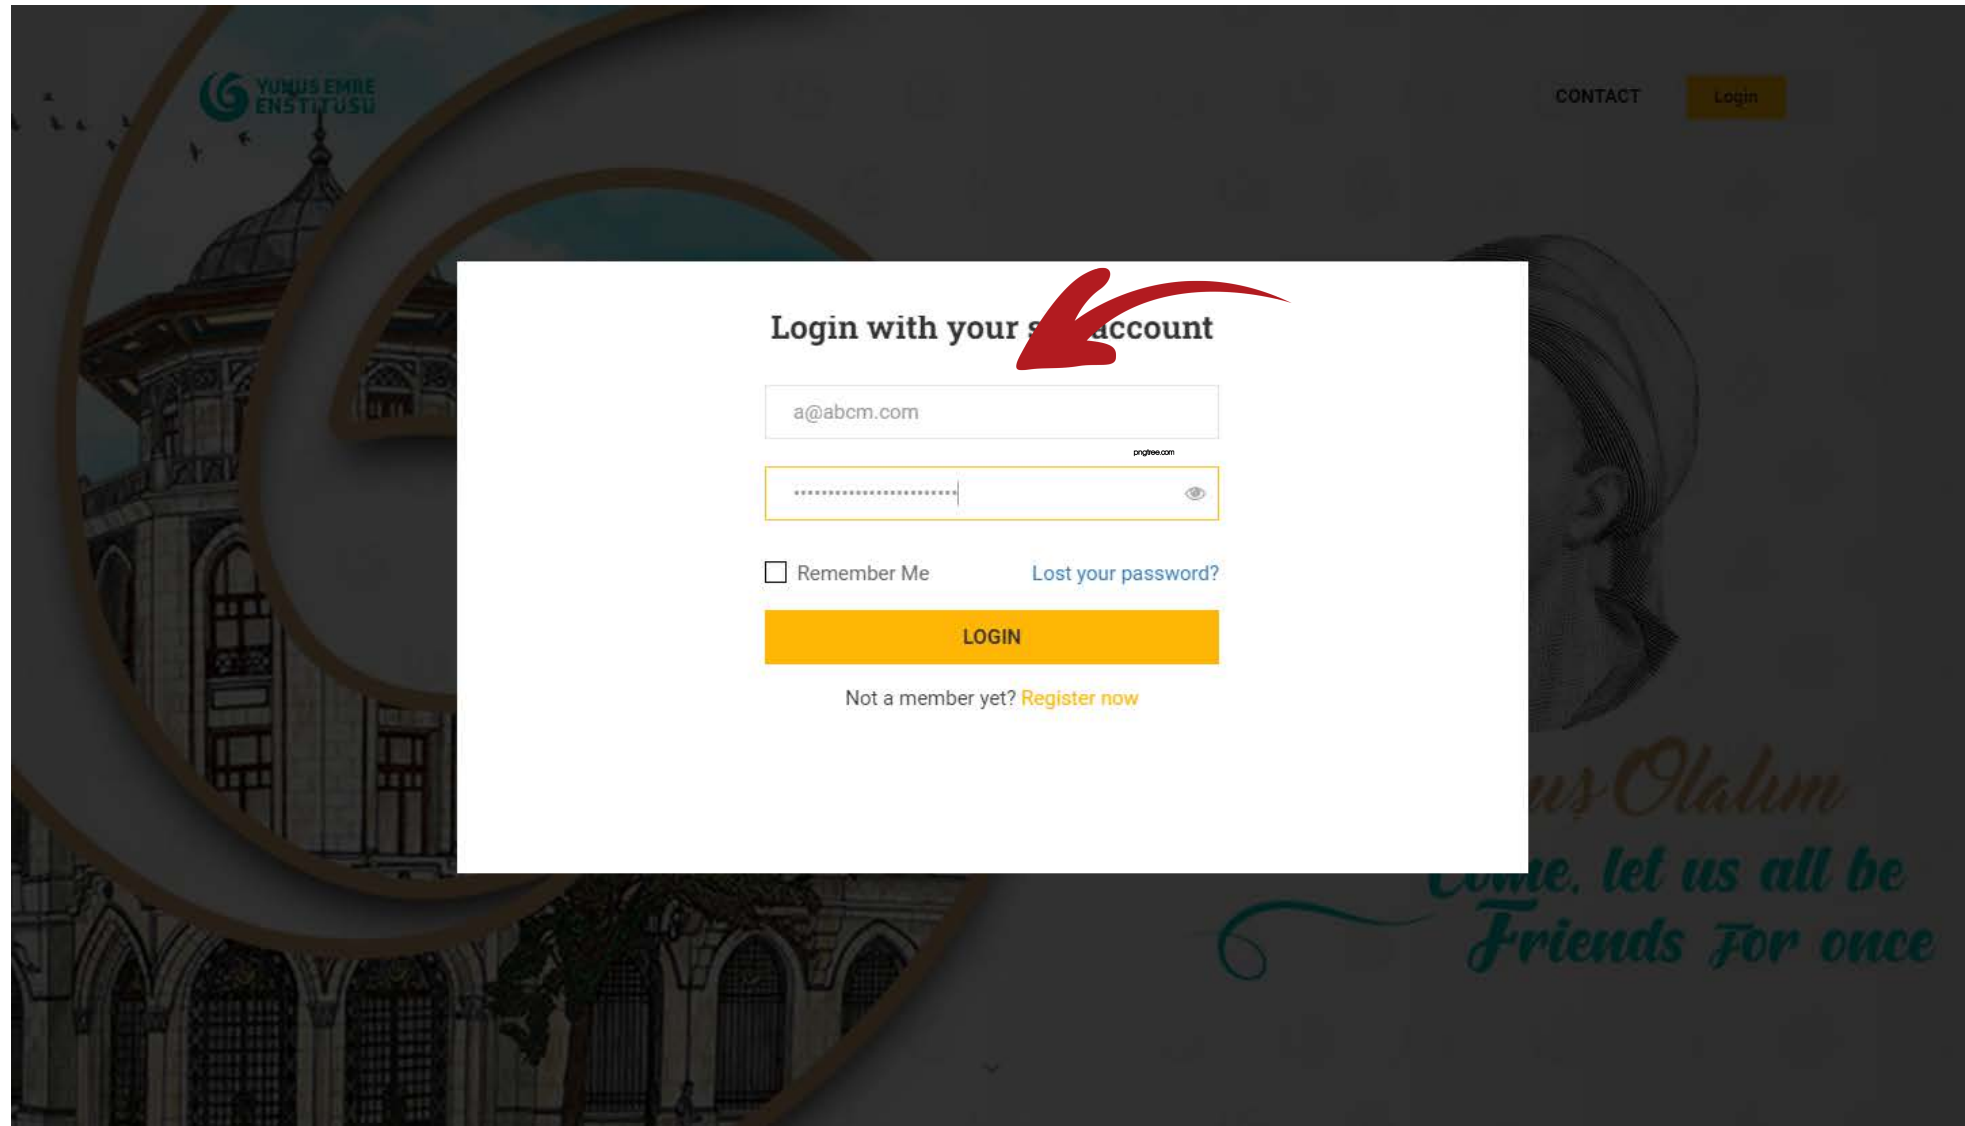 YUNUS EMRE
ENSTİTÜSÜ
CONTACT
Login
Login with your account
a@abcm.com
pngtree.com
Remember Me
Lost your password?
LOGIN
Not a member yet? Register now
Olalım
Come, let us all be
Friends For once